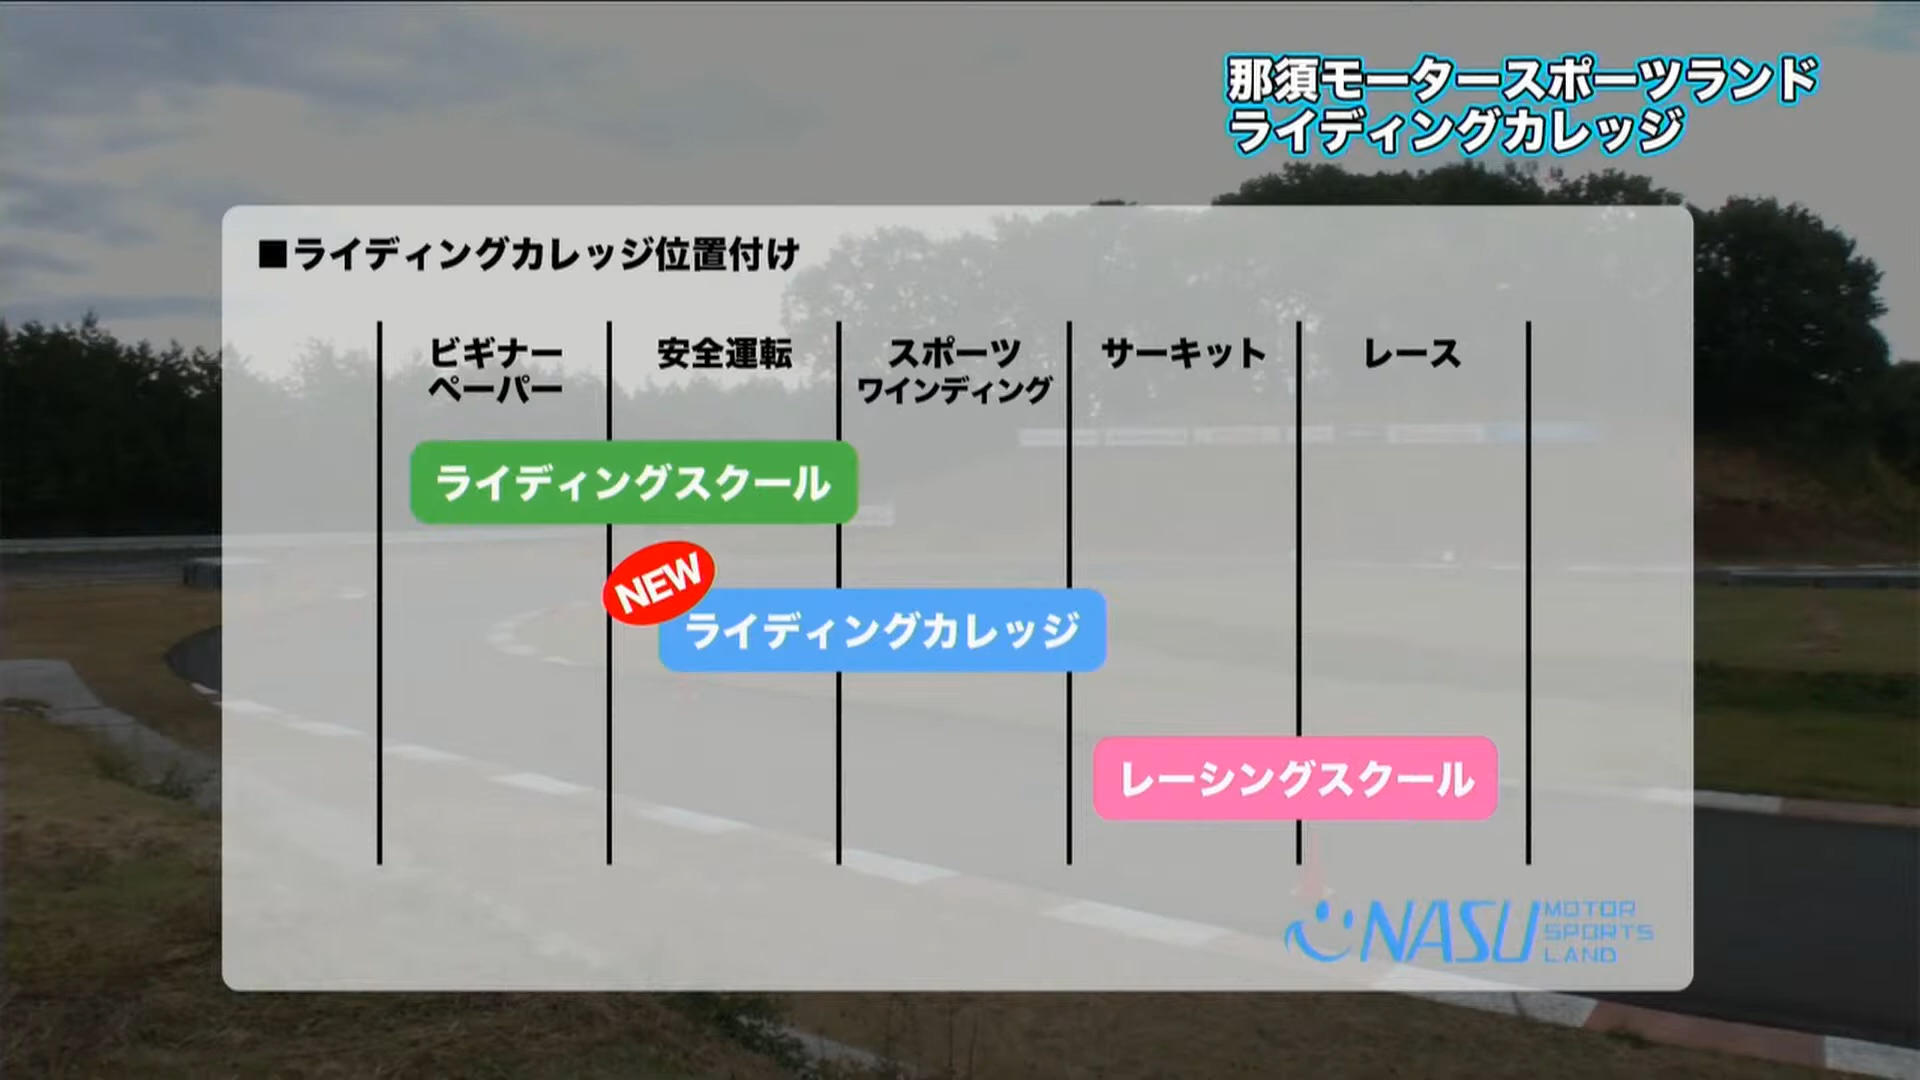 那須モータースポーツランド
ライディングカレッジ
■ライディングカレッジ位置付け
ビギナー
ペーパー
安全運転
スポーツ
ワインディング
サーキット
レース
ライディングスクール
NEW
ライディングカレッジ
レーシングスクール
NASU
MOTOR
SPORTS
LAND